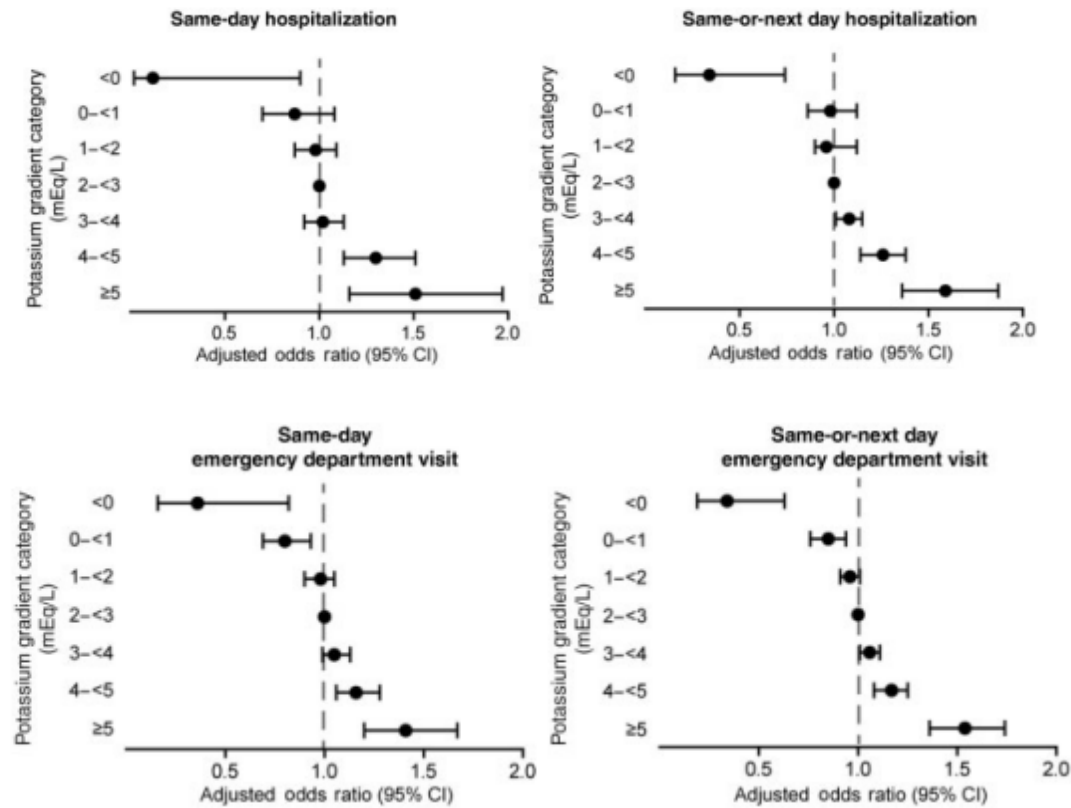 Same-day hospitalization
Potassium gradient category
(mEq/L)
<0
0–<1
1–<2
2–<3
3–<4
4–<5
≥5
0.5 1.0 1.5 2.0
Adjusted odds ratio (95% CI)
Same-or-next day hospitalization
Potassium gradient category
(mEq/L)
<0
0–<1
1–<2
2–<3
3–<4
4–<5
≥5
0.5 1.0 1.5 2.0
Adjusted odds ratio (95% CI)
Same-day
emergency department visit
Potassium gradient category
(mEq/L)
<0
0–<1
1–<2
2–<3
3–<4
4–<5
≥5
0.5 1.0 1.5 2.0
Adjusted odds ratio (95% CI)
Same-or-next day
emergency department visit
Potassium gradient category
(mEq/L)
<0
0–<1
1–<2
2–<3
3–<4
4–<5
≥5
0.5 1.0 1.5 2.0
Adjusted odds ratio (95% CI)